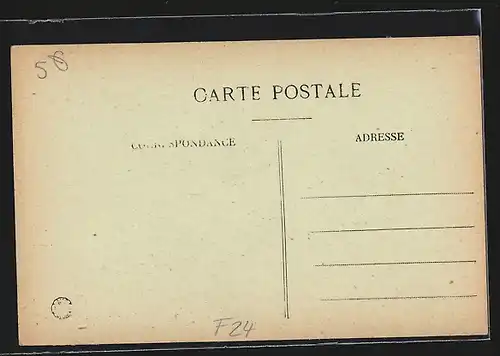 58
CARTE POSTALE
CORRESPONDANCE
ADRESSE
F24